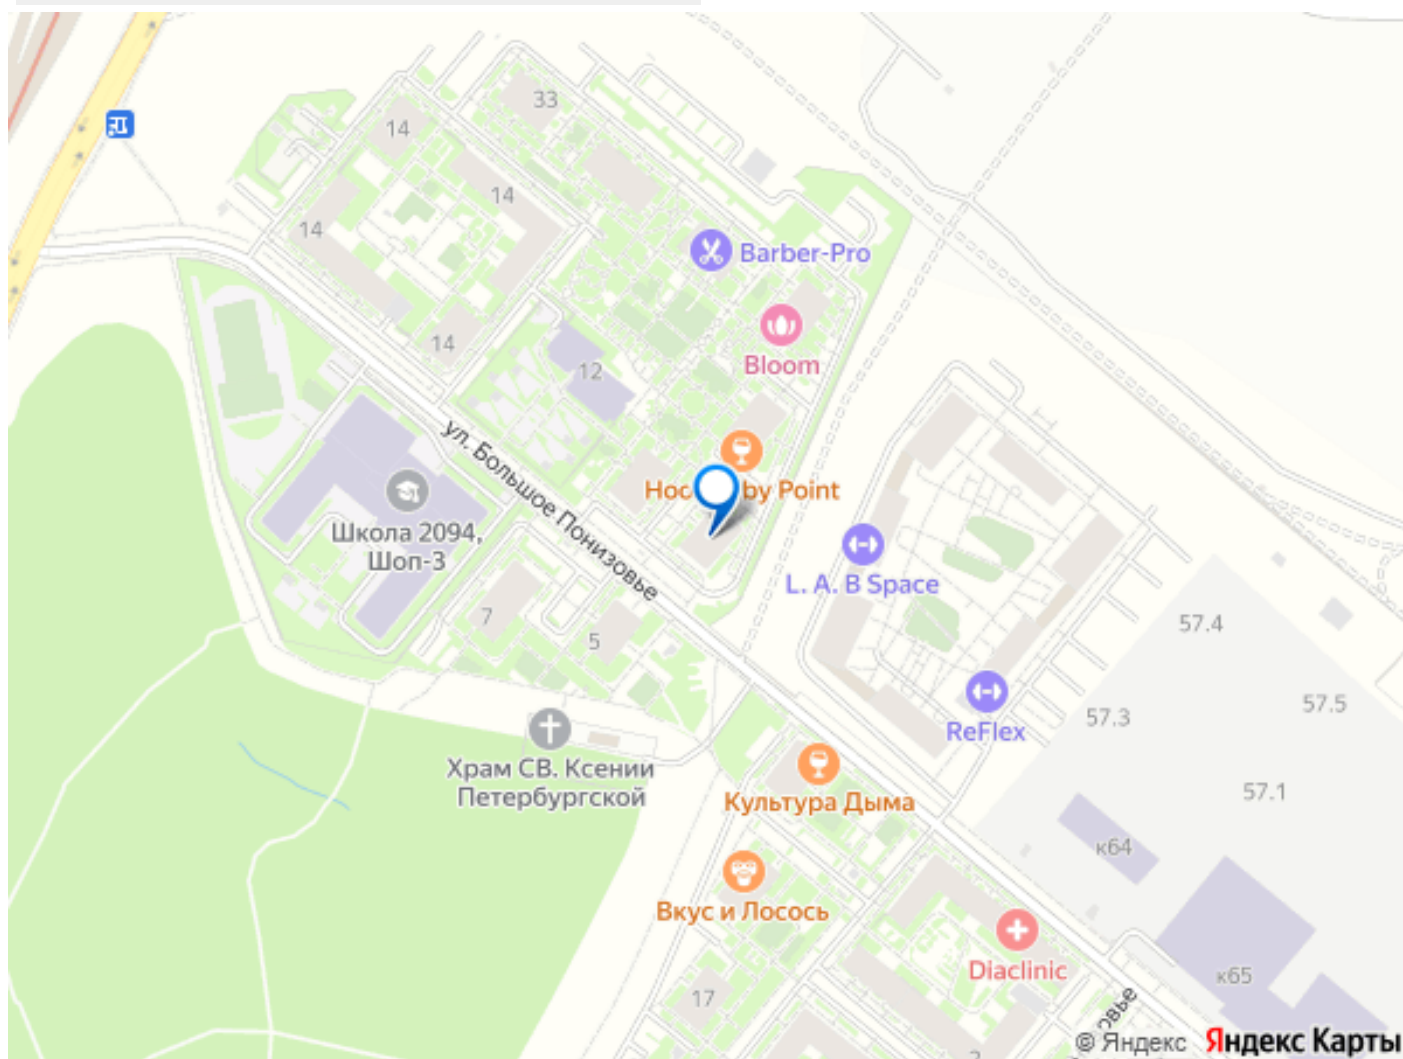 33
14
14
14
Barber-Pro
14
Bloom
12
ул. Большое Понизовье
by Point
Школа 2094,
Шоп-3
L. A. B Space
7
5
57.4
57.5
57.3
ReFlex
Храм СВ. Ксении
Петербургской
57.1
Культура Дыма
к64
Вкус и Лосось
Diaclinic
к65
17
© Яндекс
Яндекс Карты